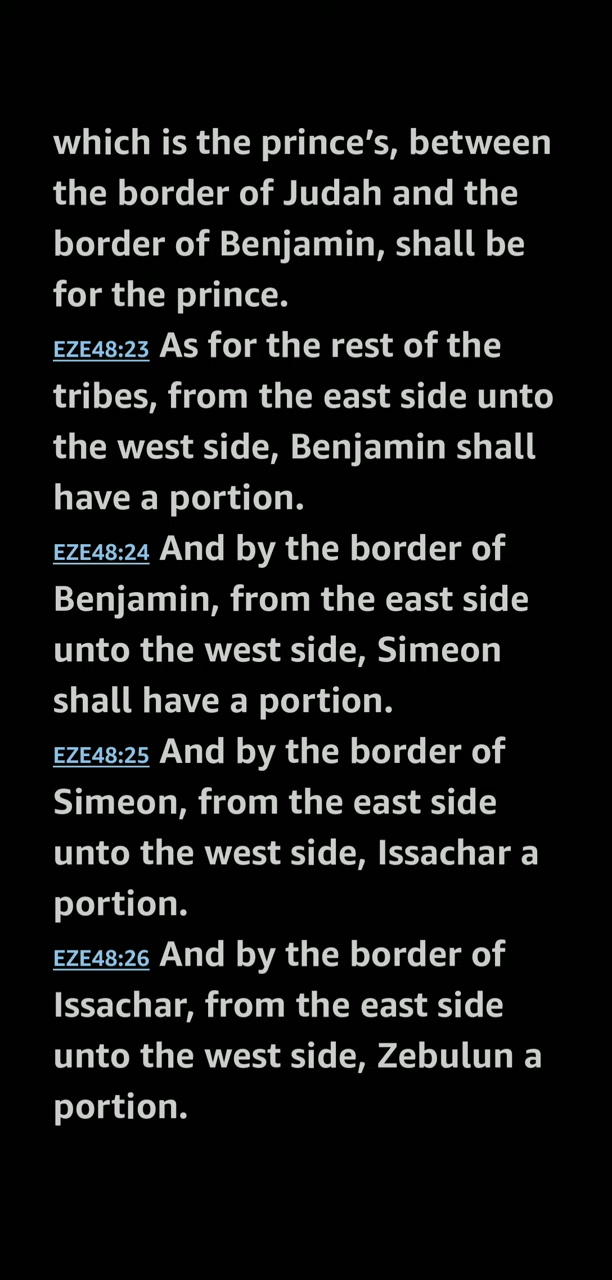 which is the prince’s, between
the border of Judah and the
border of Benjamin, shall be
for the prince.
EZE48:23 As for the rest of the
tribes, from the east side unto
the west side, Benjamin shall
have a portion.
EZE48:24 And by the border of
Benjamin, from the east side
unto the west side, Simeon
shall have a portion.
EZE48:25 And by the border of
Simeon, from the east side
unto the west side, Issachar a
portion.
EZE48:26 And by the border of
Issachar, from the east side
unto the west side, Zebulun a
portion.